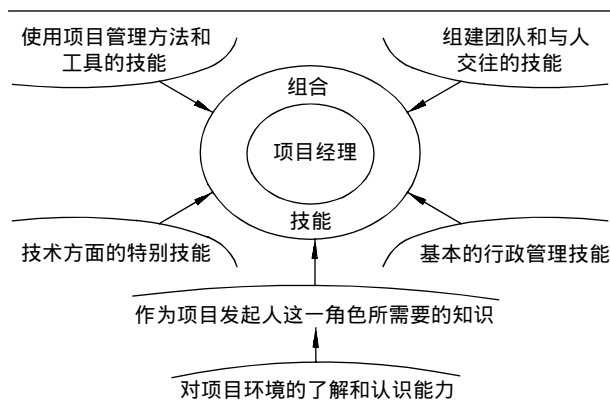 使用项目管理方法和
工具的技能
组建团队和与人
交往的技能
组合
项目经理
技能
技术方面的特别技能
基本的行政管理技能
作为项目发起人这一角色所需要的知识
对项目环境的了解和认识能力